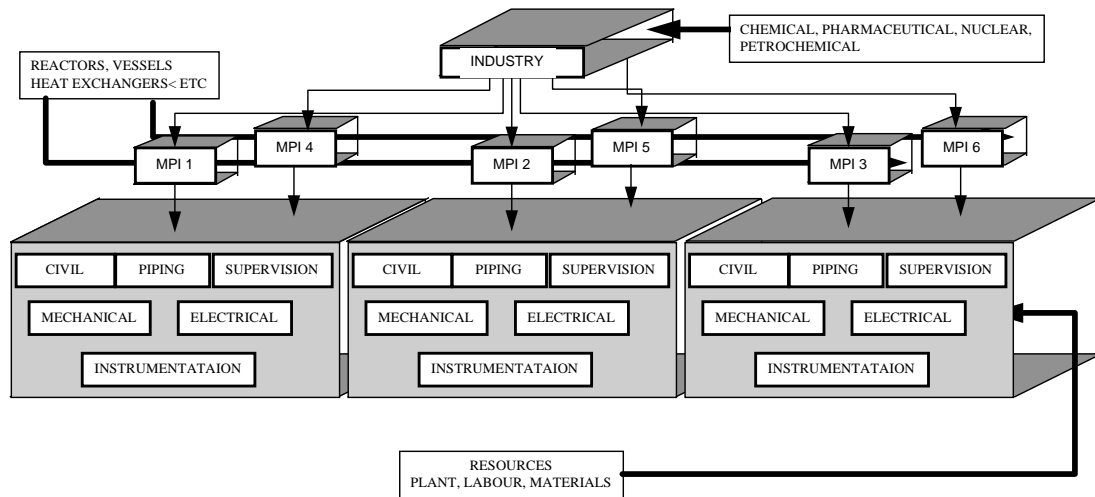 CHEMICAL, PHARMACEUTICAL, NUCLEAR,
PETROCHEMICAL
INDUSTRY
REACTORS, VESSELS
HEAT EXCHANGERS< ETC
MPI 1
MPI 4
MPI 2
MPI 5
MPI 3
MPI 6
CIVIL
PIPING
SUPERVISION
MECHANICAL
ELECTRICAL
INSTRUMENTATAION
CIVIL
PIPING
SUPERVISION
MECHANICAL
ELECTRICAL
INSTRUMENTATAION
CIVIL
PIPING
SUPERVISION
MECHANICAL
ELECTRICAL
INSTRUMENTATAION
RESOURCES
PLANT, LABOUR, MATERIALS